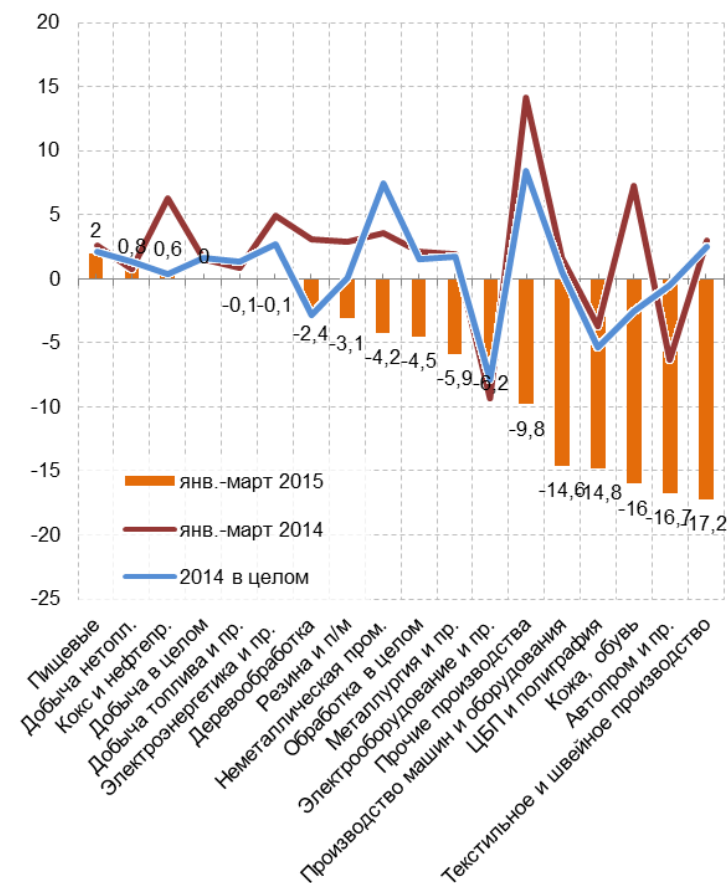 20
15
10
5
0
-5
-10
-15
-20
-25
2
0,8
0,6
0
-0,1
-0,1
-2,4
-3,1
-4,2
-4,5
-5,9
-6,2
-9,8
-14,6
-14,8
-16
-16,7
-17,2
янв.-март 2015
янв.-март 2014
2014 в целом
Пищевые
Добыча нетопл.
Кокс и нефтепр.
Добыча в целом
Добыча топлива и пр.
Электроэнергетика и пр.
Деревообработка
Резина и п/м
Неметаллическая пром.
Обработка в целом
Металлургия и пр.
Электрооборудование и пр.
Прочие производства
Производство машин и оборудования
ЦБП и полиграфия
Кожа, обувь
Автопром и пр.
Текстильное и швейное производство